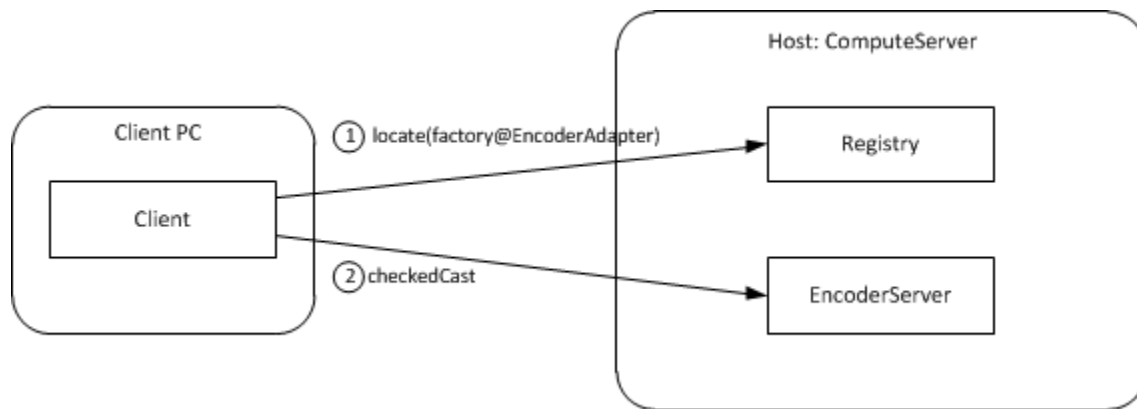 Host: ComputeServer
Client PC
1 locate(factory@EncoderAdapter)
Registry
Client
2 checkedCast
EncoderServer